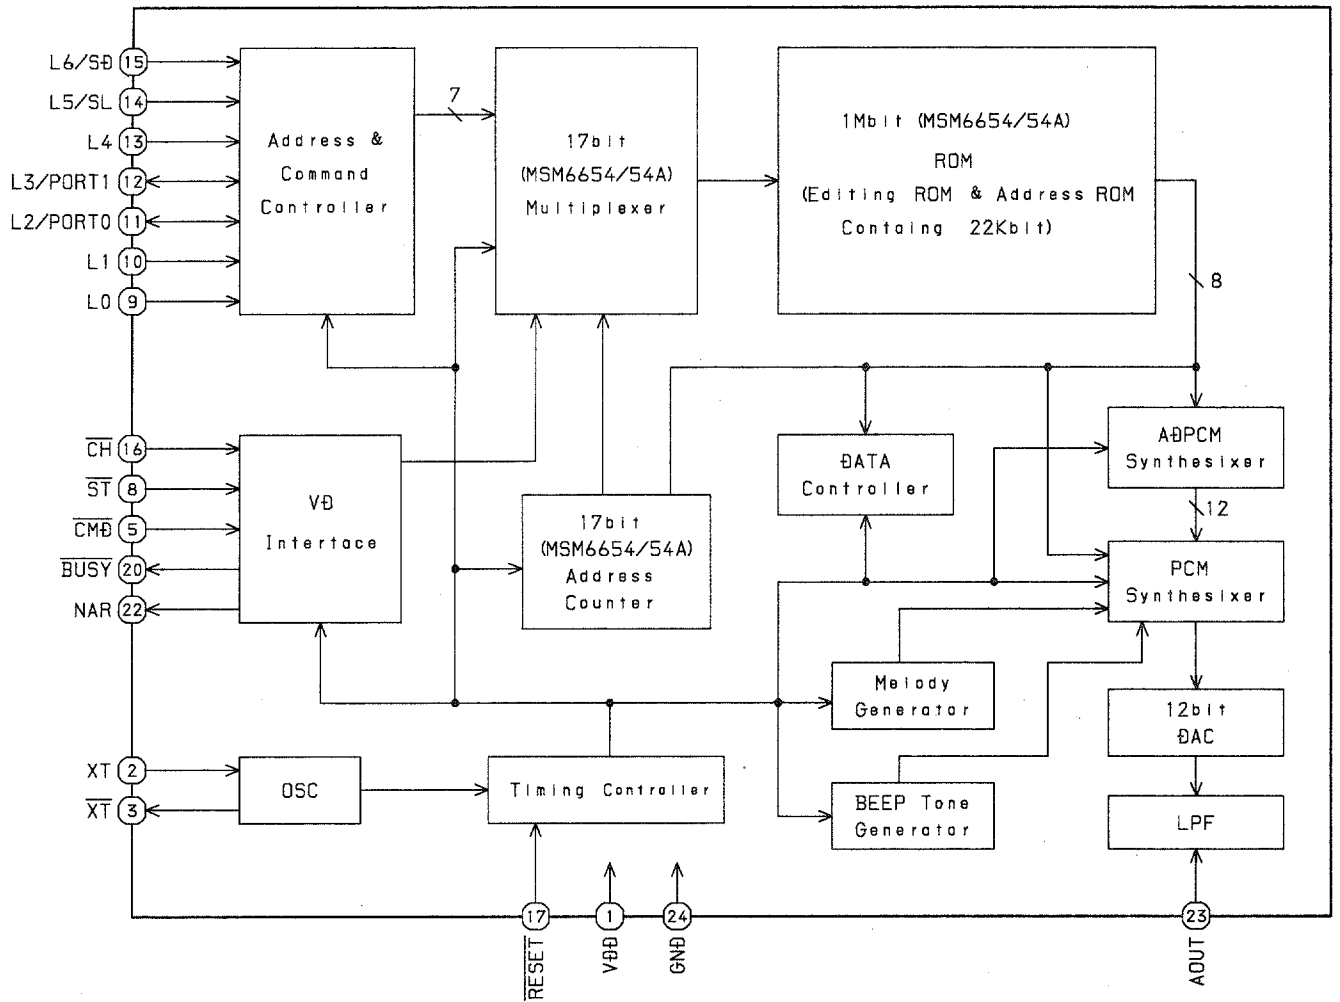 L6/SD 15
L5/SL 14
L4 13
L3/PORT1 12
L2/PORT0 11
L1 10
L0 9
Address &
Command
Controller
7
17bit
(MSM6654/54A)
Multiplexer
1Mbit (MSM6654/54A)
ROM
(Editing ROM & Address ROM
Containg 22Kbit)
8
CH 16
ST 8
CMD 5
BUSY 20
NAR 22
VD
Intertace
17bit
(MSM6654/54A)
Address
Counter
DATA
Controller
ADPCM
Synthesixer
12
PCM
Synthesixer
Melody
Generator
12bit
DAC
XT 2
XT 3
OSC
Timing Controller
BEEP Tone
Generator
LPF
17
RESET
1
VDD
24
GND
23
AOUT